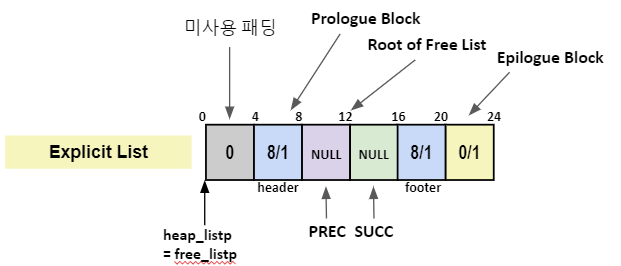 미사용 패딩
Prologue Block
Root of Free List
Epilogue Block
0 4 8 12 16 20 24
Explicit List
0 8/1 NULL NULL 8/1 0/1
header footer
PREC SUCC
heap_listp
= free_listp